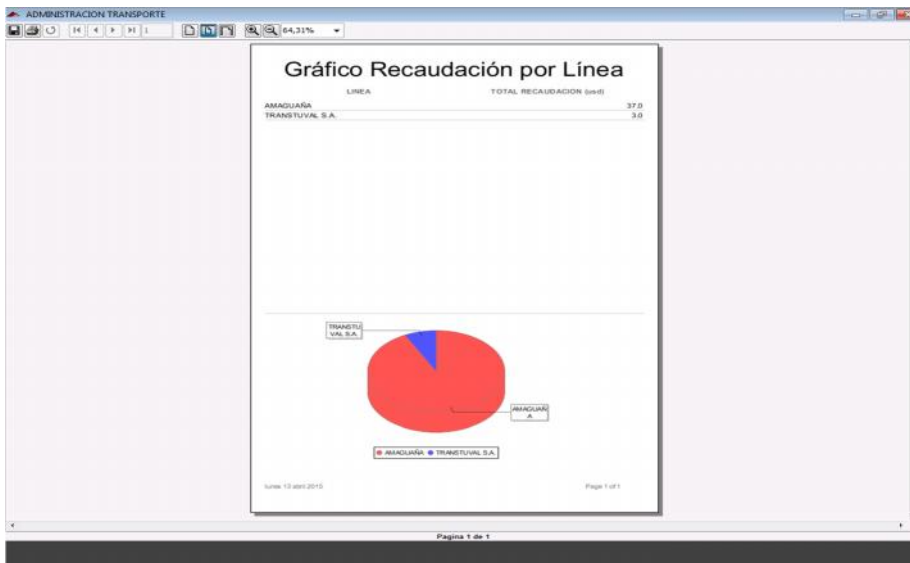 ADMINISTRACION TRANSPORTE
1
64,31%
Gráfico Recaudación por Línea
LINEA TOTAL RECAUDACION (usd)
AMAGUAÑA 37.0
TRANSTUVAL S.A. 3.0
TRANSTU
VAL S.A.
AMAGUAÑ
A
AMAGUAÑA TRANSTUVAL S.A.
lunes 13 abril 2015 Page 1 of 1
Pagina 1 de 1